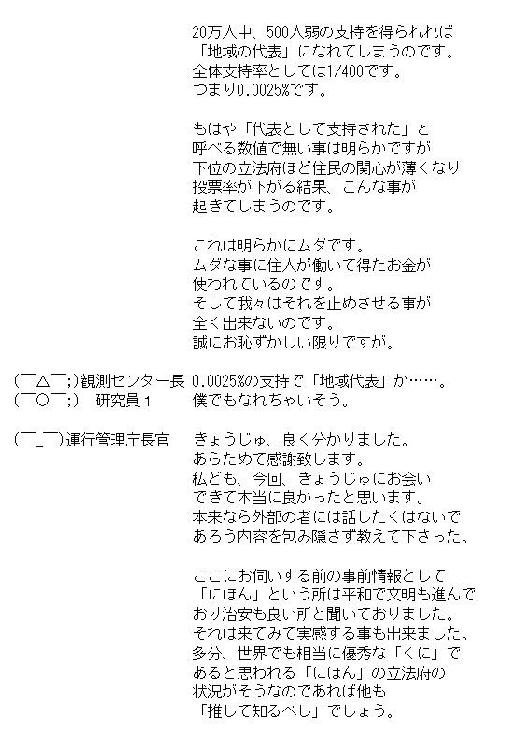 20万人中、500人弱の支持を得られれば
「地域の代表」になれてしまうのです。
全体支持率としては1/400です。
つまり0.0025%です。
もはや「代表として支持された」と
呼べる数値で無い事は明らかですが
下位の立法府ほど住民の関心が薄くなり
投票率が下がる結果、こんな事が
起きてしまうのです。
これは明らかにムダです。
ムダな事に住人が働いて得たお金が
使われているのです。
そして我々はそれを止めさせる事が
全く出来ないのです。
誠にお恥ずかしい限りですが。
(￣△￣;)観測センター長 0.0025%の支持で「地域代表」か……。
(￣○￣;) 研究員1 僕でもなれちゃいそう。
(￣_￣)運行管理庁長官 きょうじゅ、良く分かりました。
あらためて感謝致します。
私ども、今回、きょうじゅにお会い
できて本当に良かったと思います、
本来なら外部の者には話したくはないで
あろう内容を包み隠さず教えて下さった、
ここにお伺いする前の事前情報として
「にほん」という所は平和で文明も進んで
おり治安も良い所と聞いておりました。
それは来てみて実感する事も出来ました、
多分、世界でも相当に優秀な「くに」で
あると思われる「にほん」の立法府の
状況がそうなのであれば他も
「推して知るべし」でしょう。